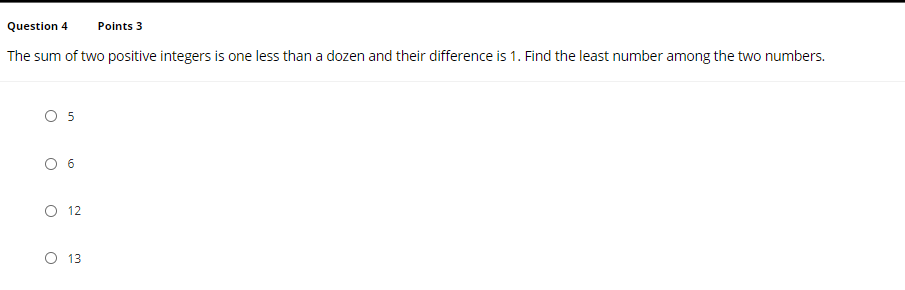 Question 4 Points 3
The sum of two positive integers is one less than a dozen and their difference is 1. Find the least number among the two numbers.
5
6
12
13